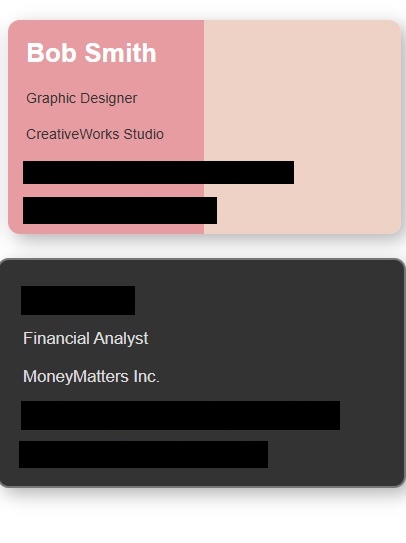 Bob Smith
Graphic Designer
CreativeWorks Studio
Financial Analyst
MoneyMatters Inc.